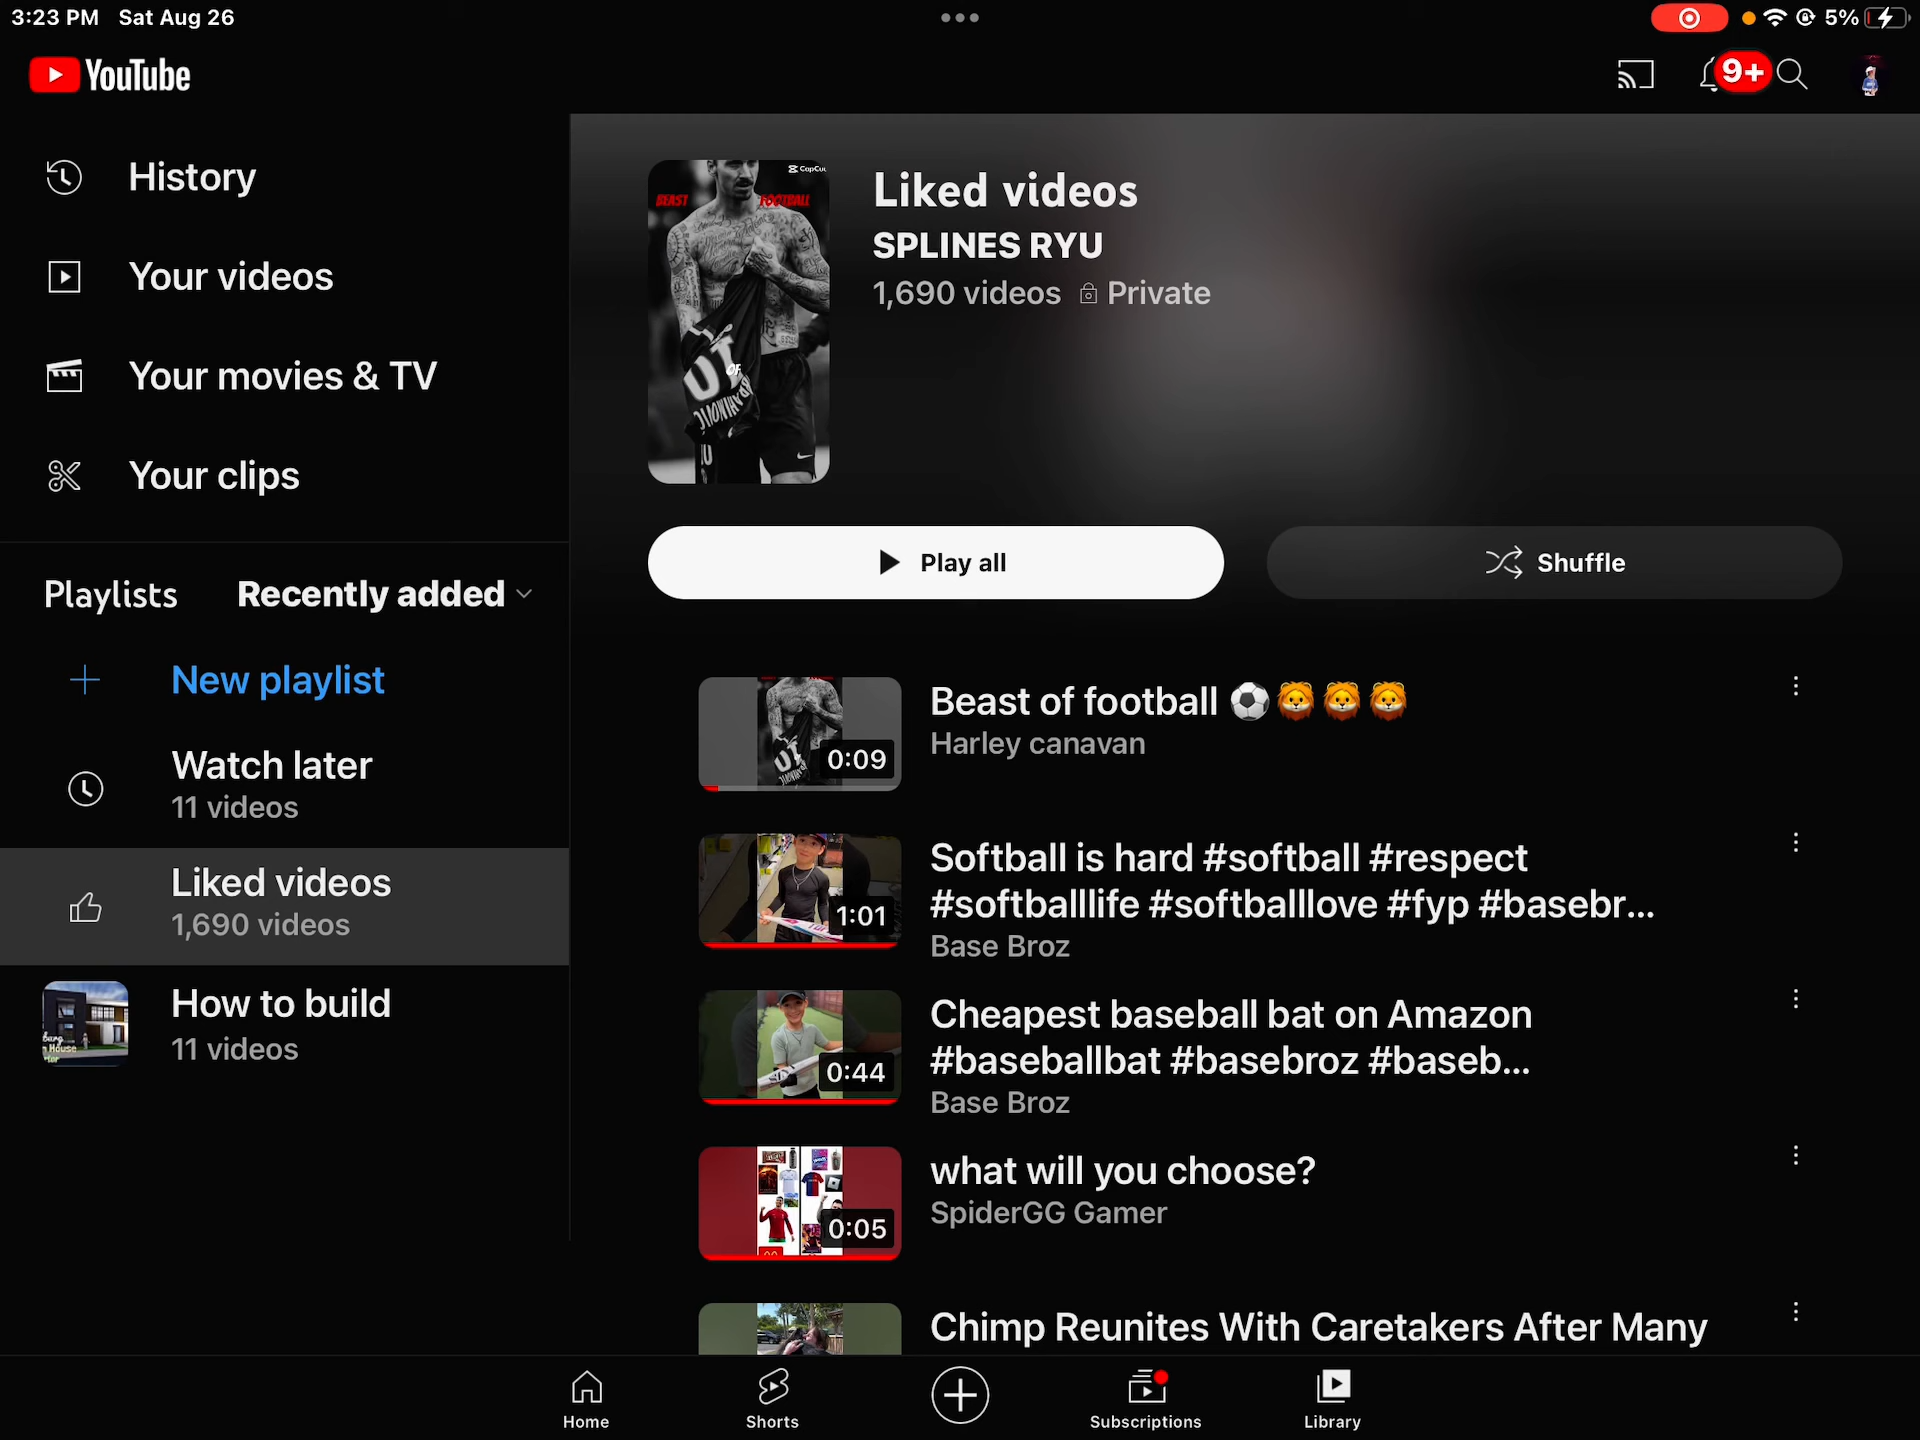 3:23 PM Sat Aug 26
5%
YouTube
9+
History
Your videos
Your movies & TV
Your clips
Playlists
Recently added
New playlist
Watch later
11 videos
Liked videos
1,690 videos
How to build
11 videos
CapCut
BEAST FOOTBALL
OF
Liked videos
SPLINES RYU
1,690 videos Private
Play all
Shuffle
0:09
Beast of football ⚽🦁🦁🦁
Harley canavan
1:01
Softball is hard #softball #respect
#softballlife #softballlove #fyp #basebr...
Base Broz
0:44
Cheapest baseball bat on Amazon
#baseballbat #basebroz #baseb...
Base Broz
0:05
what will you choose?
SpiderGG Gamer
Chimp Reunites With Caretakers After Many
Home
Shorts
Subscriptions
Library